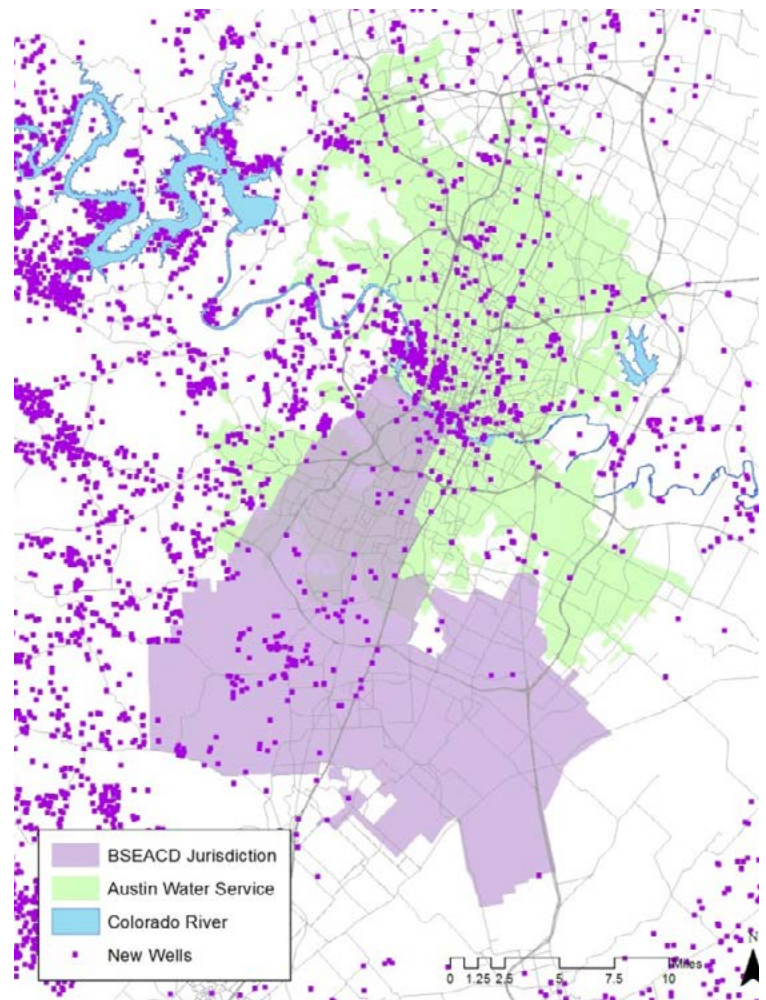 BSEACD Jurisdiction
Austin Water Service
Colorado River
New Wells
Miles
0 1.25 2.5 5 7.5 10
N